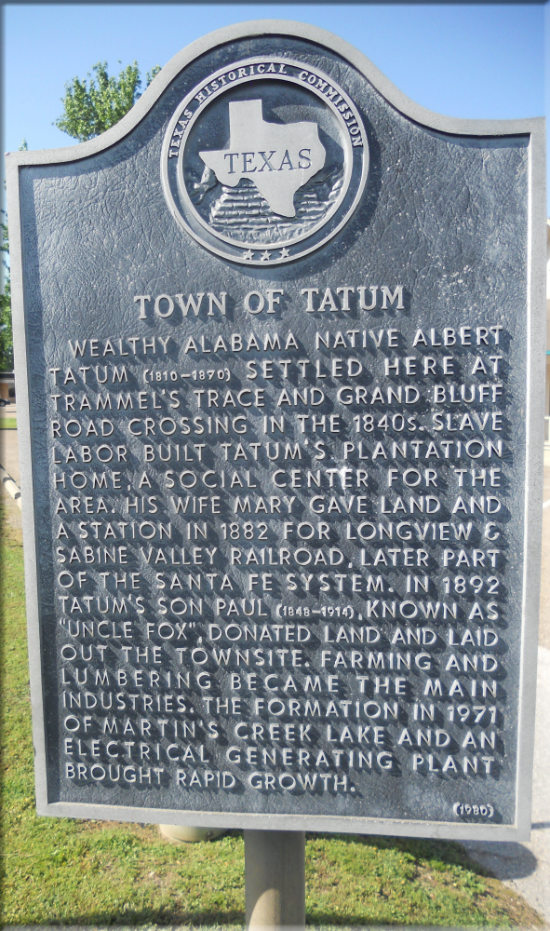 TEXAS HISTORICAL COMMISSION
TEXAS
TOWN OF TATUM
WEALTHY ALABAMA NATIVE ALBERT
TATUM (1810-1870) SETTLED HERE AT
TRAMMEL'S TRACE AND GRAND BLUFF
ROAD CROSSING IN THE 1840s. SLAVE
LABOR BUILT TATUM'S PLANTATION
HOME, A SOCIAL CENTER FOR THE
AREA. HIS WIFE MARY GAVE LAND AND
A STATION IN 1882 FOR LONGVIEW &
SABINE VALLEY RAILROAD, LATER PART
OF THE SANTA FE SYSTEM. IN 1892
TATUM'S SON PAUL (1848-1914), KNOWN AS
"UNCLE FOX", DONATED LAND AND LAID
OUT THE TOWNSITE. FARMING AND
LUMBERING BECAME THE MAIN
INDUSTRIES. THE FORMATION IN 1971
OF MARTIN'S CREEK LAKE AND AN
ELECTRICAL GENERATING PLANT
BROUGHT RAPID GROWTH.
(1980)